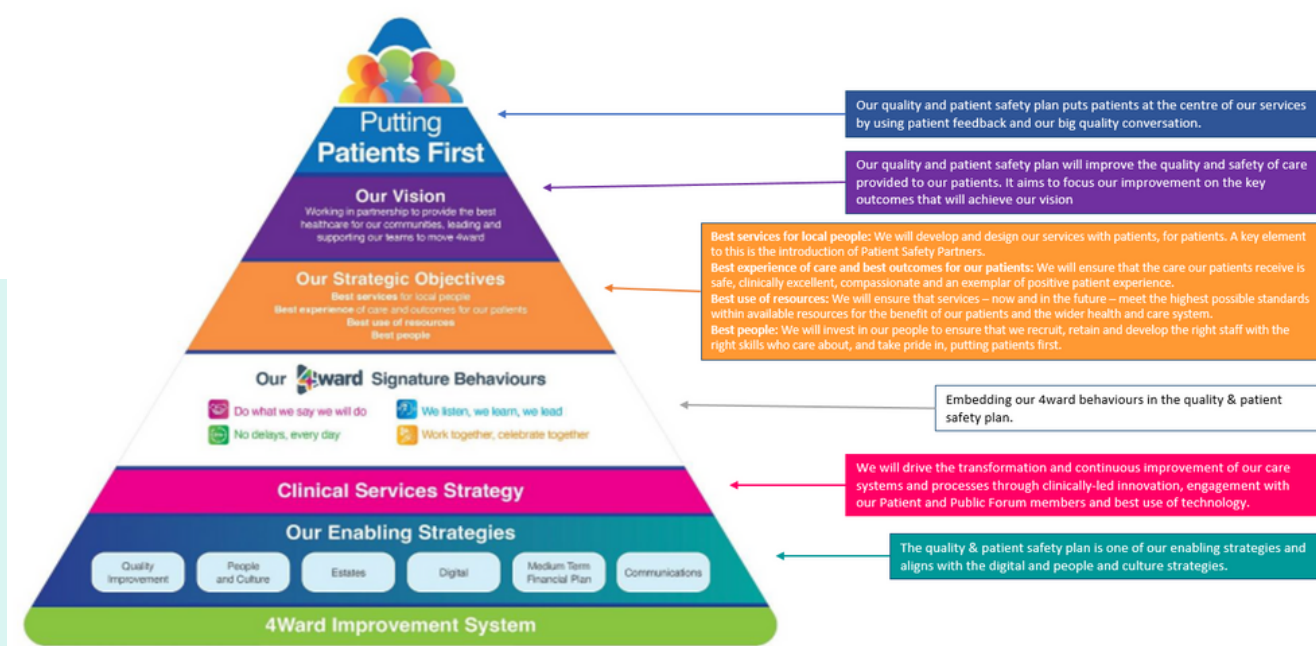 Putting
Patients First
Our Vision
Working in partnership to provide the best
healthcare for our communities, leading and
supporting our teams to move 4ward
Our Strategic Objectives
Best services for local people
Best experience of care and outcomes for our patients
Best use of resources
Best people
Our 4ward Signature Behaviours
Do what we say we will do
We listen, we learn, we lead
No delays, every day
Work together, celebrate together
Clinical Services Strategy
Our Enabling Strategies
Quality
Improvement
People
and Culture
Estates
Digital
Medium Term
Financial Plan
Communications
4Ward Improvement System
Our quality and patient safety plan puts patients at the centre of our services
by using patient feedback and our big quality conversation.
Our quality and patient safety plan will improve the quality and safety of care
provided to our patients. It aims to focus our improvement on the key
outcomes that will achieve our vision
Best services for local people: We will develop and design our services with patients, for patients. A key element
to this is the introduction of Patient Safety Partners.
Best experience of care and best outcomes for our patients: We will ensure that the care our patients receive is
safe, clinically excellent, compassionate and an exemplar of positive patient experience.
Best use of resources: We will ensure that services – now and in the future – meet the highest possible standards
within available resources for the benefit of our patients and the wider health and care system.
Best people: We will invest in our people to ensure that we recruit, retain and develop the right staff with the
right skills who care about, and take pride in, putting patients first.
Embedding our 4ward behaviours in the quality & patient
safety plan.
We will drive the transformation and continuous improvement of our care
systems and processes through clinically-led innovation, engagement with
our Patient and Public Forum members and best use of technology.
The quality & patient safety plan is one of our enabling strategies and
aligns with the digital and people and culture strategies.